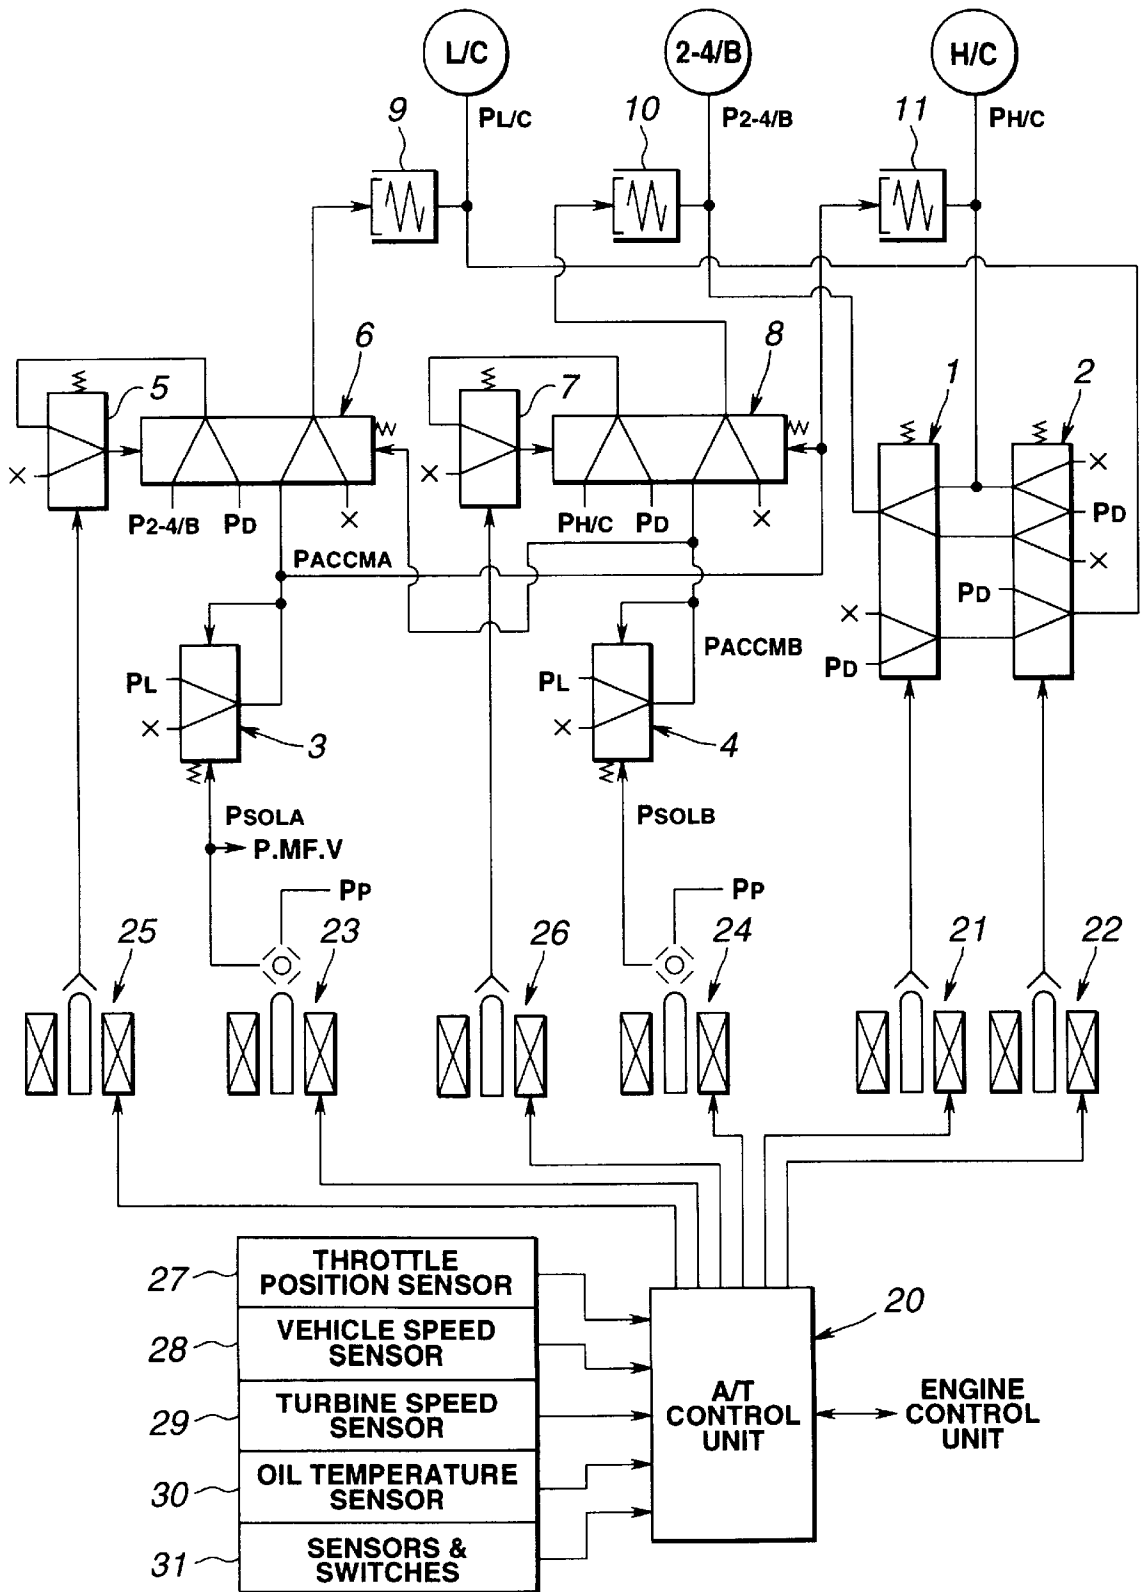 L/C
2-4/B
H/C
9
PL/C
10
P2-4/B
11
PH/C
5
6
7
8
1
2
P2-4/B
PD
PH/C
PD
PD
PACCMA
PD
PL
3
PACCMB
PL
4
PD
PSOLA
P.MF.V
PP
PSOLB
PP
25
23
26
24
21
22
27
THROTTLE
POSITION SENSOR
28
VEHICLE SPEED
SENSOR
29
TURBINE SPEED
SENSOR
30
OIL TEMPERATURE
SENSOR
31
SENSORS &
SWITCHES
20
A/T
CONTROL
UNIT
ENGINE
CONTROL
UNIT